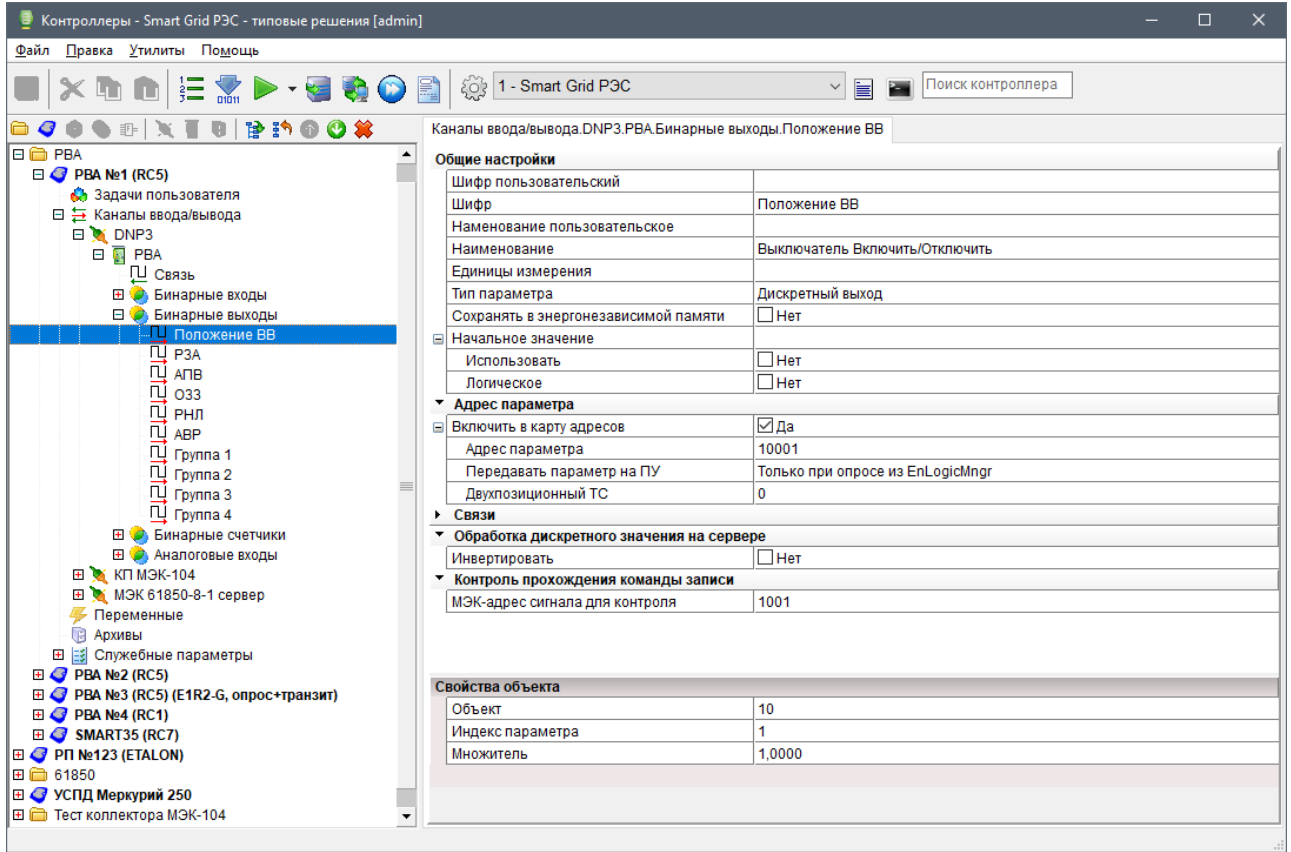 Контроллеры - Smart Grid РЭС - типовые решения [admin]
Файл Правка Утилиты Помощь
1 - Smart Grid РЭС
Поиск контроллера
РВА
РВА №1 (RC5)
Задачи пользователя
Каналы ввода/вывода
DNP3
РВА
Связь
Бинарные входы
Бинарные выходы
Положение ВВ
РЗА
АПВ
ОЗЗ
РНЛ
АВР
Группа 1
Группа 2
Группа 3
Группа 4
Бинарные счетчики
Аналоговые входы
КП МЭК-104
МЭК 61850-8-1 сервер
Переменные
Архивы
Служебные параметры
РВА №2 (RC5)
РВА №3 (RC5) (E1R2-G, опрос+транзит)
РВА №4 (RC1)
SMART35 (RC7)
РП №123 (ETALON)
61850
УСПД Меркурий 250
Тест коллектора МЭК-104
Каналы ввода/вывода.DNP3.РВА.Бинарные выходы.Положение ВВ
Общие настройки
Шифр пользовательский
Шифр Положение ВВ
Наменование пользовательское
Наименование Выключатель Включить/Отключить
Единицы измерения
Тип параметра Дискретный выход
Сохранять в энергонезависимой памяти Нет
Начальное значение
Использовать Нет
Логическое Нет
Адрес параметра
Включить в карту адресов Да
Адрес параметра 10001
Передавать параметр на ПУ Только при опросе из EnLogicMngr
Двухпозиционный ТС 0
Связи
Обработка дискретного значения на сервере
Инвертировать Нет
Контроль прохождения команды записи
МЭК-адрес сигнала для контроля 1001
Свойства объекта
Объект 10
Индекс параметра 1
Множитель 1,0000